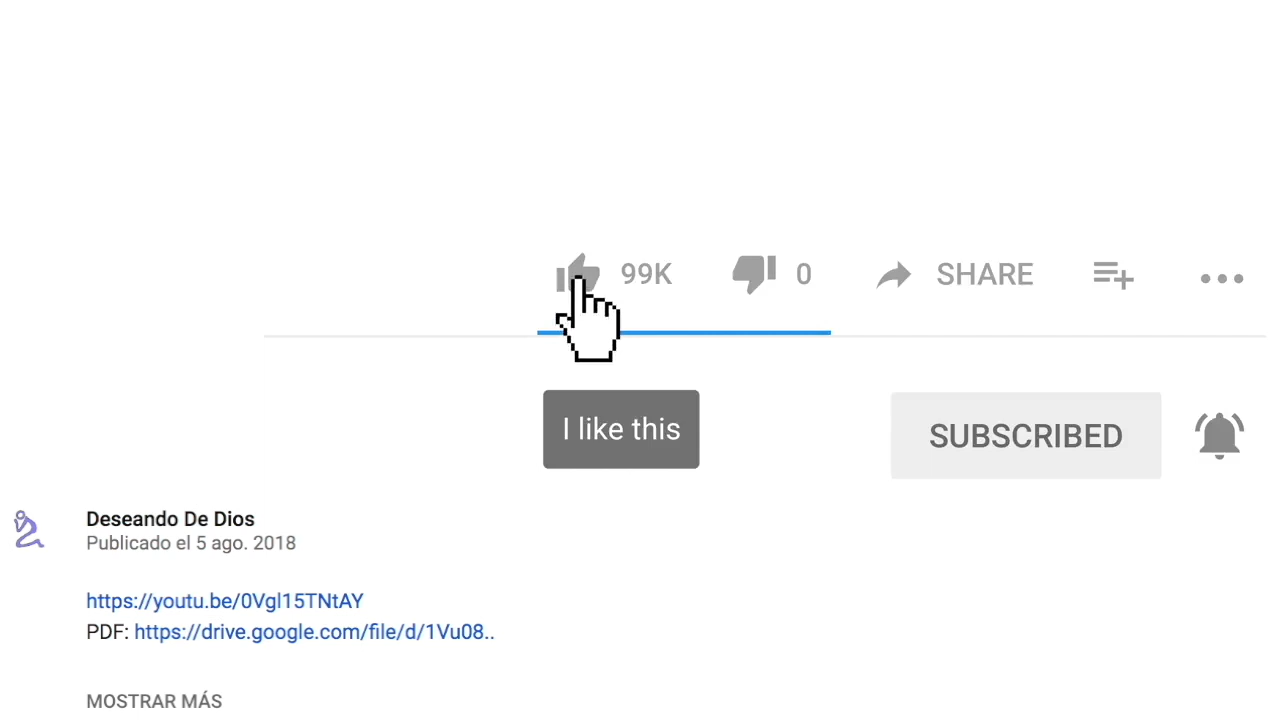 99K 0 SHARE
I like this
SUBSCRIBED
Deseando De Dios
Publicado el 5 ago. 2018
https://youtu.be/0Vgl15TNtAY
PDF: https://drive.google.com/file/d/1Vu08..
MOSTRAR MÁS